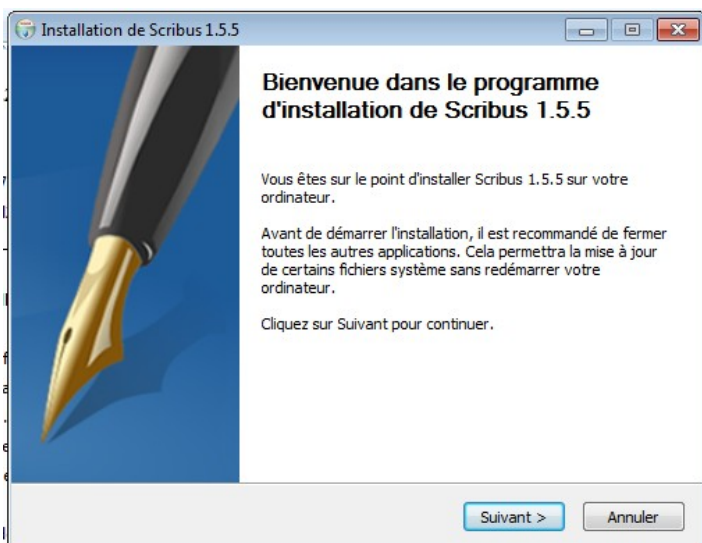 Installation de Scribus 1.5.5
Bienvenue dans le programme
d'installation de Scribus 1.5.5
Vous êtes sur le point d'installer Scribus 1.5.5 sur votre
ordinateur.
Avant de démarrer l'installation, il est recommandé de fermer
toutes les autres applications. Cela permettra la mise à jour
de certains fichiers système sans redémarrer votre
ordinateur.
Cliquez sur Suivant pour continuer.
Suivant >
Annuler